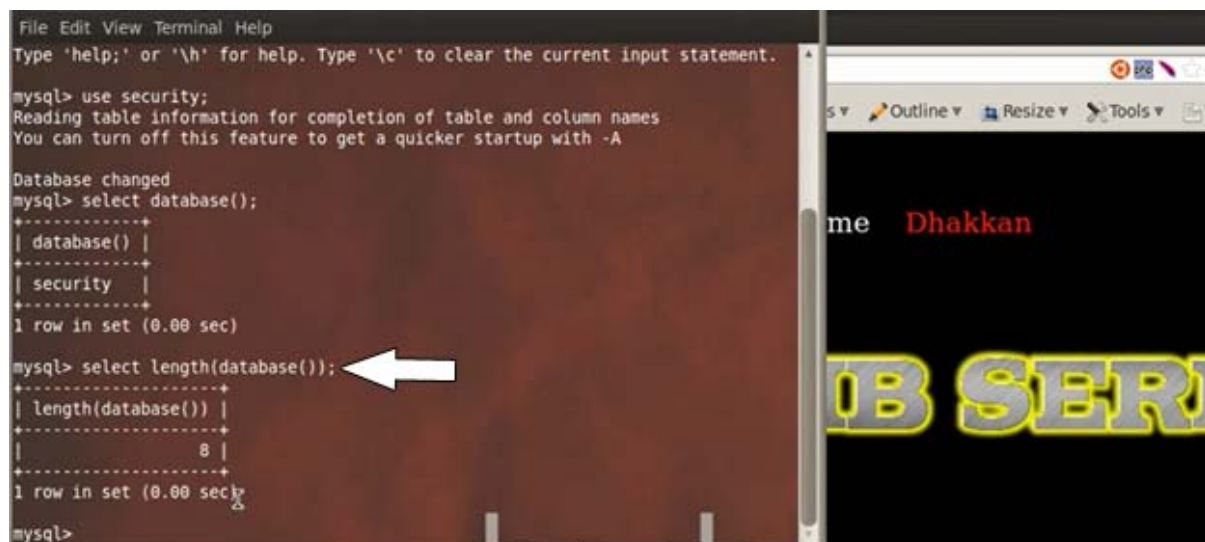 File Edit View Terminal Help
Type 'help;' or '\h' for help. Type '\c' to clear the current input statement.
mysql> use security;
Reading table information for completion of table and column names
You can turn off this feature to get a quicker startup with -A
Database changed
mysql> select database();
+------------+
| database() |
+------------+
| security   |
+------------+
1 row in set (0.00 sec)
mysql> select length(database());
+--------------------+
| length(database()) |
+--------------------+
|                  8 |
+--------------------+
1 row in set (0.00 sec)
mysql>
s Outline Resize Tools
me Dhakkan
IB SERI